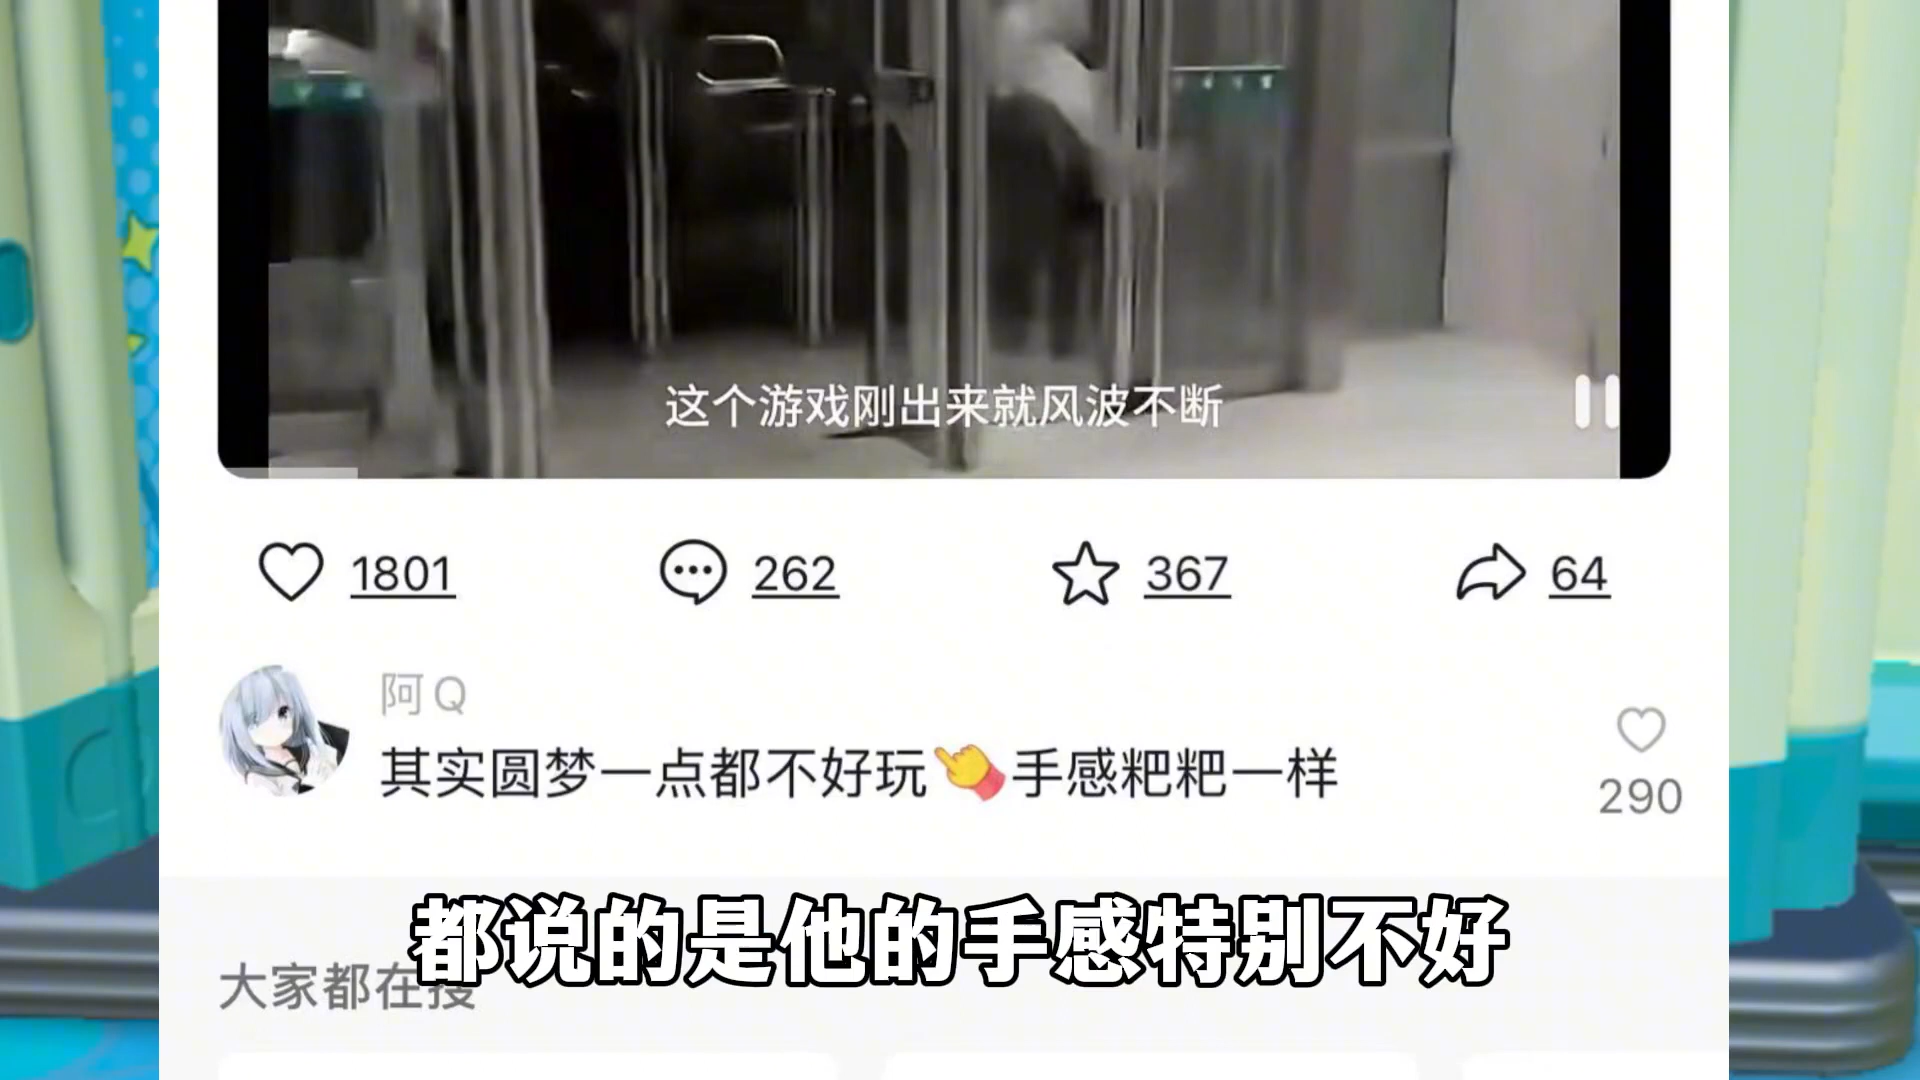 这个游戏刚出来就风波不断
1801 262 367 64
阿Q
其实圆梦一点都不好玩👆手感粑粑一样
290
都说的是他的手感特别不好
大家都在搜